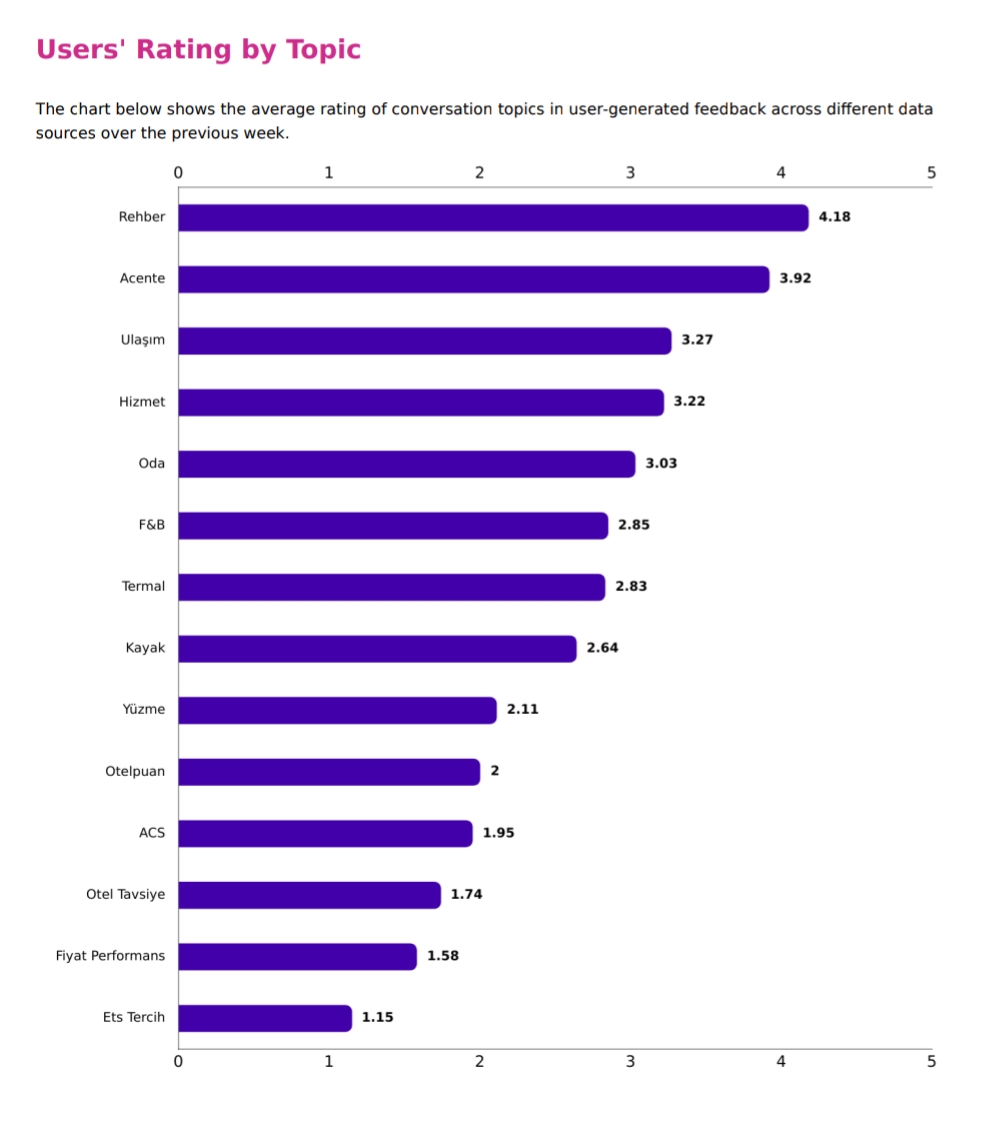 Users' Rating by Topic
The chart below shows the average rating of conversation topics in user-generated feedback across different data
sources over the previous week.
0 1 2 3 4 5
Rehber 4.18
Acente 3.92
Ulaşım 3.27
Hizmet 3.22
Oda 3.03
F&B 2.85
Termal 2.83
Kayak 2.64
Yüzme 2.11
Otelpuan 2
ACS 1.95
Otel Tavsiye 1.74
Fiyat Performans 1.58
Ets Tercih 1.15
0 1 2 3 4 5